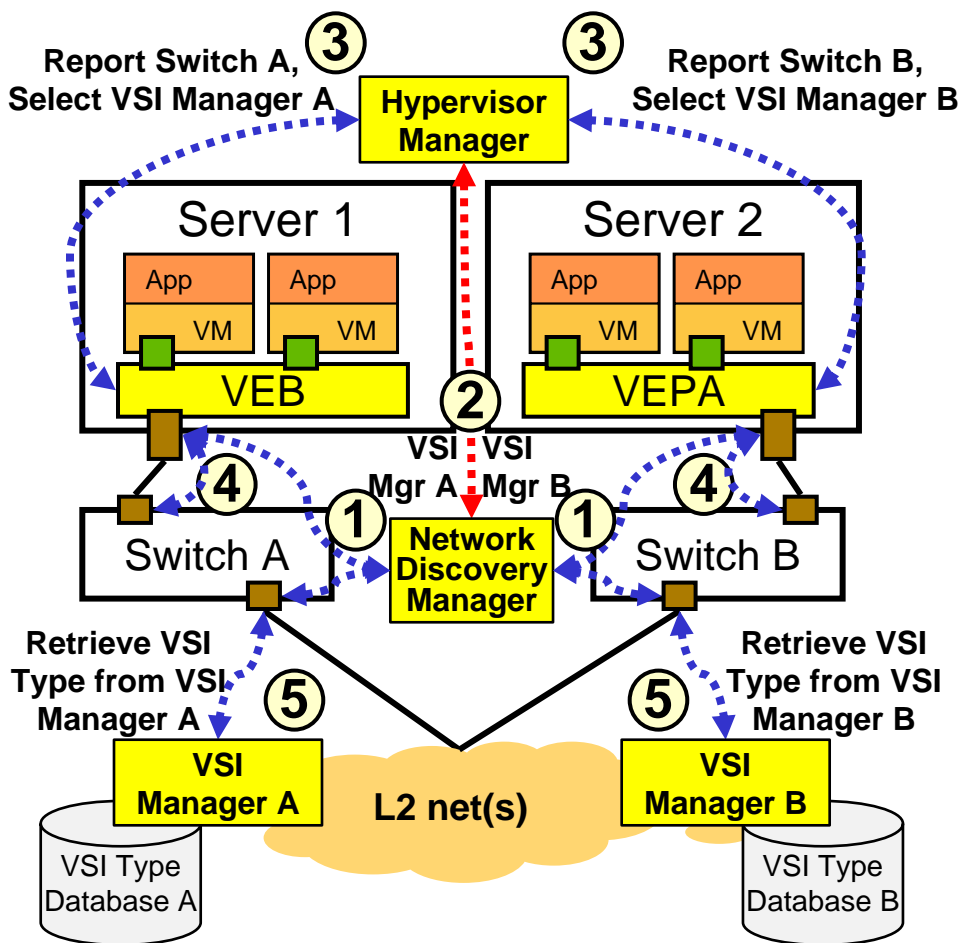 3
3
Report Switch A,
Select VSI Manager A
Report Switch B,
Select VSI Manager B
Hypervisor
Manager
Server 1
Server 2
App
App
App
App
VM
VM
VM
VM
VEB
VEPA
2
VSI
Mgr A
VSI
Mgr B
4
4
1
1
Switch A
Network
Discovery
Manager
Switch B
Retrieve VSI
Type from VSI
Manager A
Retrieve VSI
Type from VSI
Manager B
5
5
VSI
Manager A
L2 net(s)
VSI
Manager B
VSI Type
Database A
VSI Type
Database B